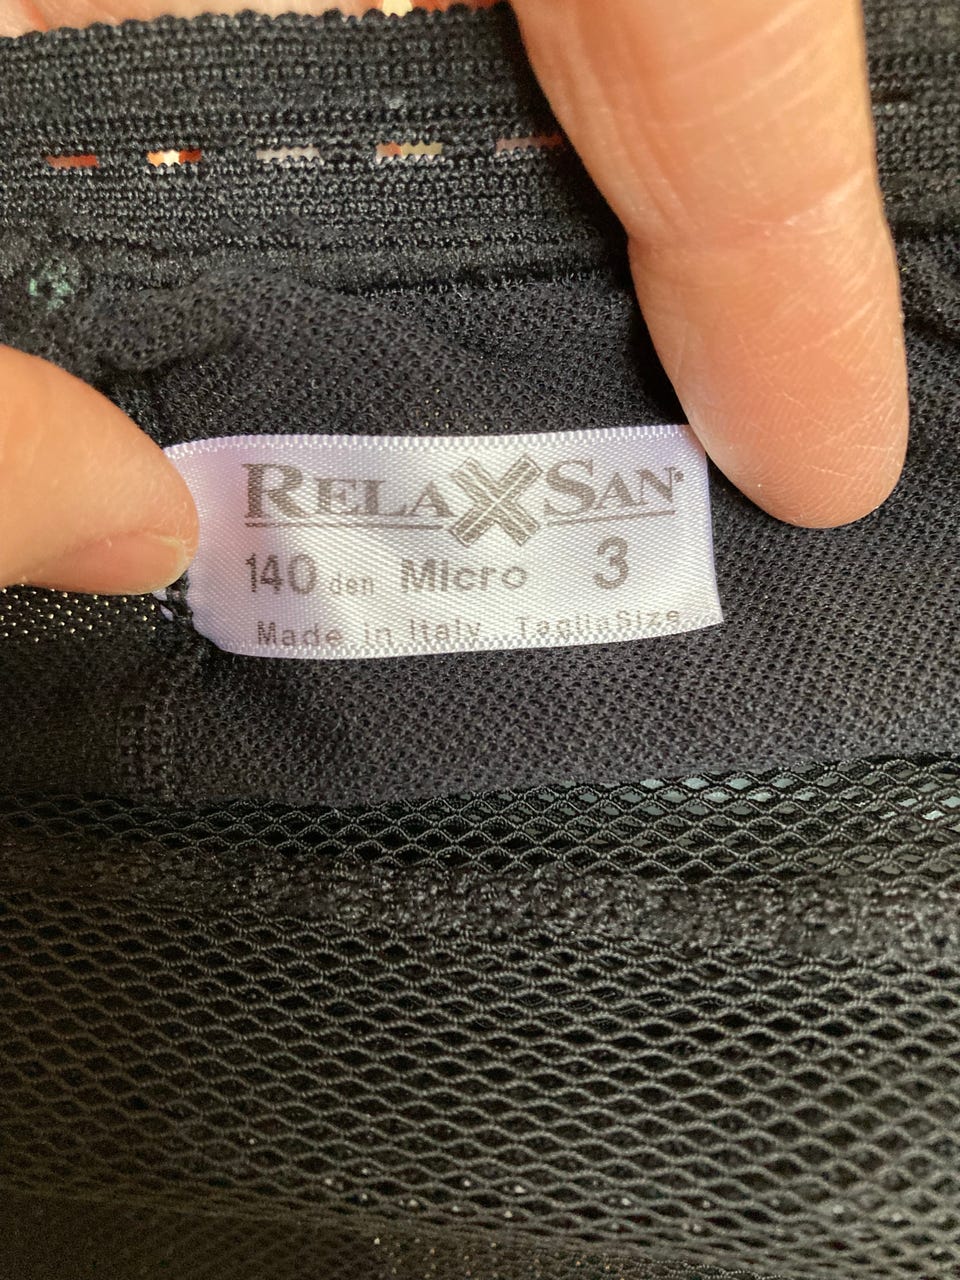 RELAXSAN®
140 den Micro 3
Made in Italy Taglia Size